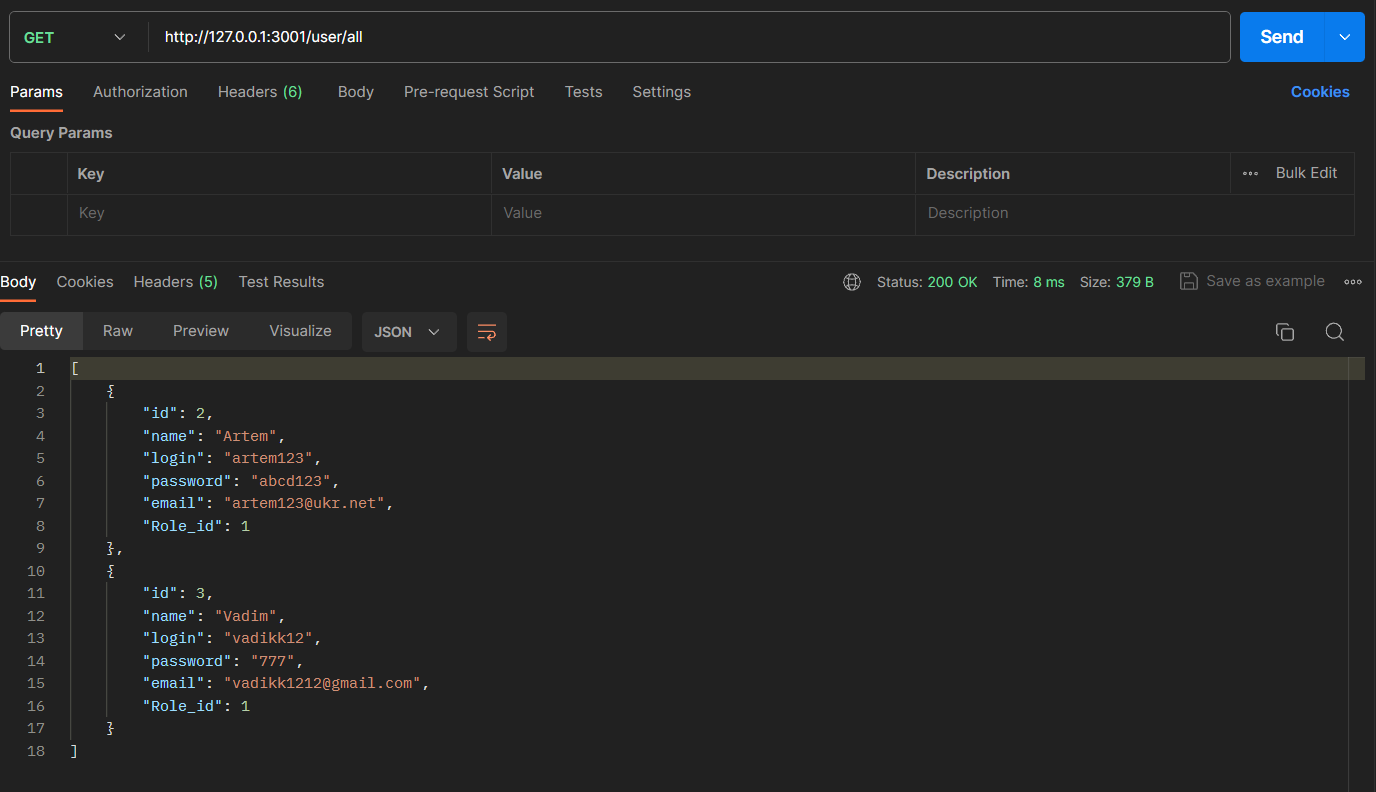 GET http://127.0.0.1:3001/user/all Send
Params Authorization Headers (6) Body Pre-request Script Tests Settings Cookies
Query Params
Key Value Description Bulk Edit
Key Value Description
Body Cookies Headers (5) Test Results Status: 200 OK Time: 8 ms Size: 379 B Save as example
Pretty Raw Preview Visualize JSON
1 [
2 {
3 "id": 2,
4 "name": "Artem",
5 "login": "artem123",
6 "password": "abcd123",
7 "email": "artem123@ukr.net",
8 "Role_id": 1
9 },
10 {
11 "id": 3,
12 "name": "Vadim",
13 "login": "vadikk12",
14 "password": "777",
15 "email": "vadikk1212@gmail.com",
16 "Role_id": 1
17 }
18 ]